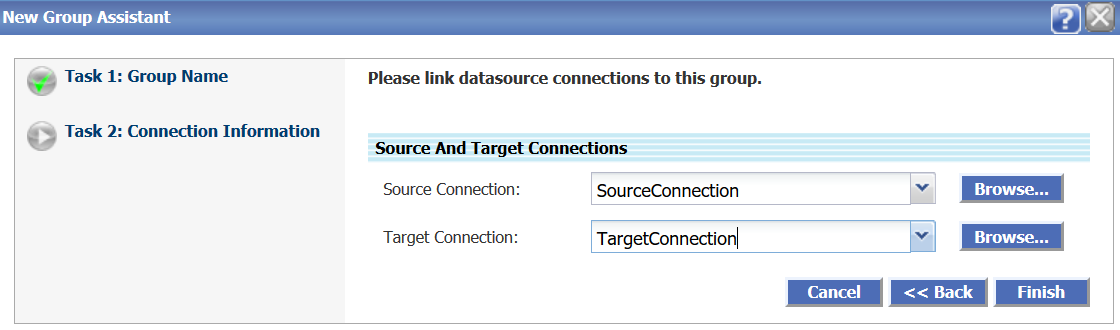 New Group Assistant
?
Task 1: Group Name
Task 2: Connection Information
Please link datasource connections to this group.
Source And Target Connections
Source Connection: SourceConnection Browse...
Target Connection: TargetConnection Browse...
Cancel << Back Finish